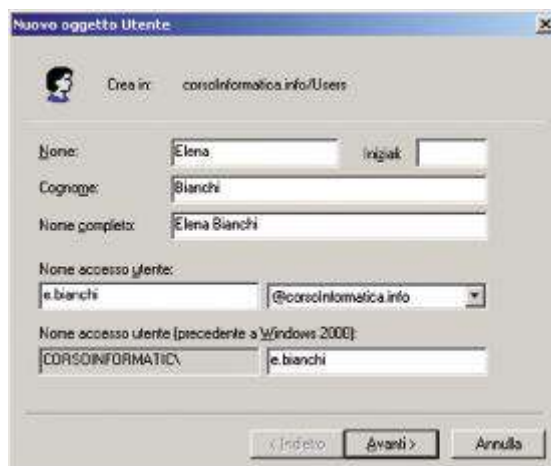 Nuovo oggetto Utente
Crea in: corsoInformatica.info/Users
Nome: Elena Iniziali:
Cognome: Bianchi
Nome completo: Elena Bianchi
Nome accesso utente:
e.bianchi @corsoInformatica.info
Nome accesso utente (precedente a Windows 2000):
CORSOINFORMATIC\ e.bianchi
< Indietro Avanti > Annulla